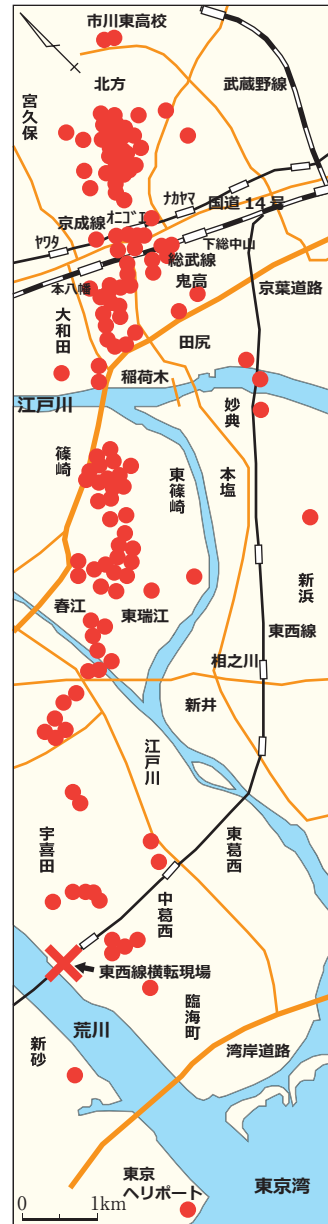 市川東高校
北方
武蔵野線
宮久保
ナカヤマ
国道14号
オニゴエ
京成線
ヤワタ
下総中山
総武線
本八幡
鬼高
京葉道路
大和田
田尻
稲荷木
江戸川
妙典
篠崎
東篠崎
本塩
新浜
春江
東瑞江
東西線
相之川
新井
江戸川
宇喜田
東葛西
中葛西
東西線横転現場
臨海町
荒川
新砂
湾岸道路
東京
ヘリポート
東京湾
0 1km